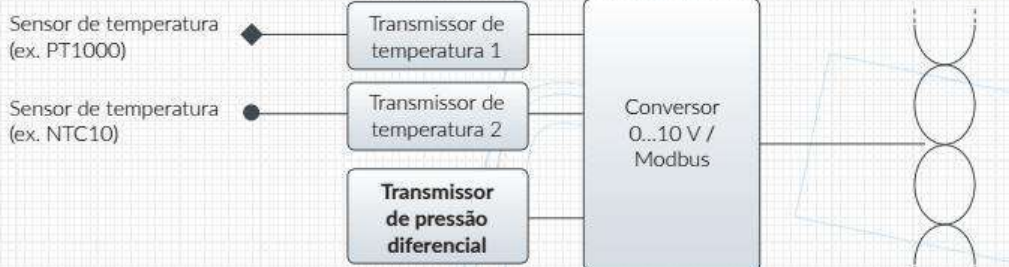 Sensor de temperatura
(ex. PT1000)
Transmissor de
temperatura 1
Sensor de temperatura
(ex. NTC10)
Transmissor de
temperatura 2
Transmissor
de pressão
diferencial
Conversor
0...10 V /
Modbus